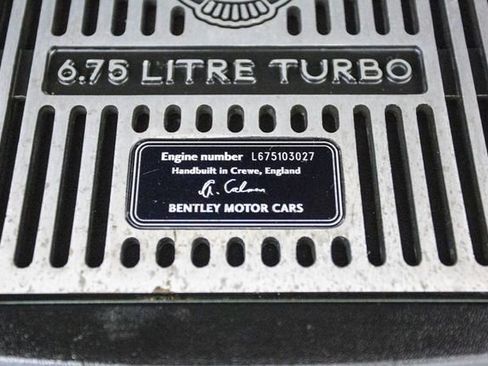 6.75 LITRE TURBO
Engine number L675103027
Handbuilt in Crewe, England
BENTLEY MOTOR CARS